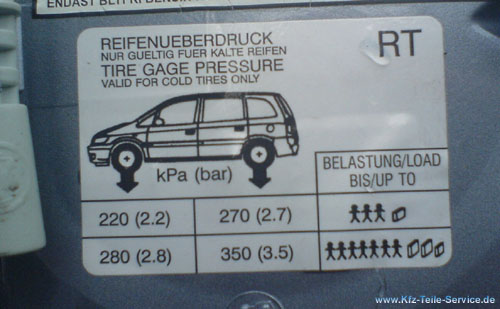 REIFENUEBERDRUCK
NUR GUELTIG FUER KALTE REIFEN
TIRE GAGE PRESSURE
VALID FOR COLD TIRES ONLY
RT
kPa (bar)
BELASTUNG/LOAD
BIS/UP TO
220 (2.2) 270 (2.7)
280 (2.8) 350 (3.5)
www.Kfz-Teile-Service.de